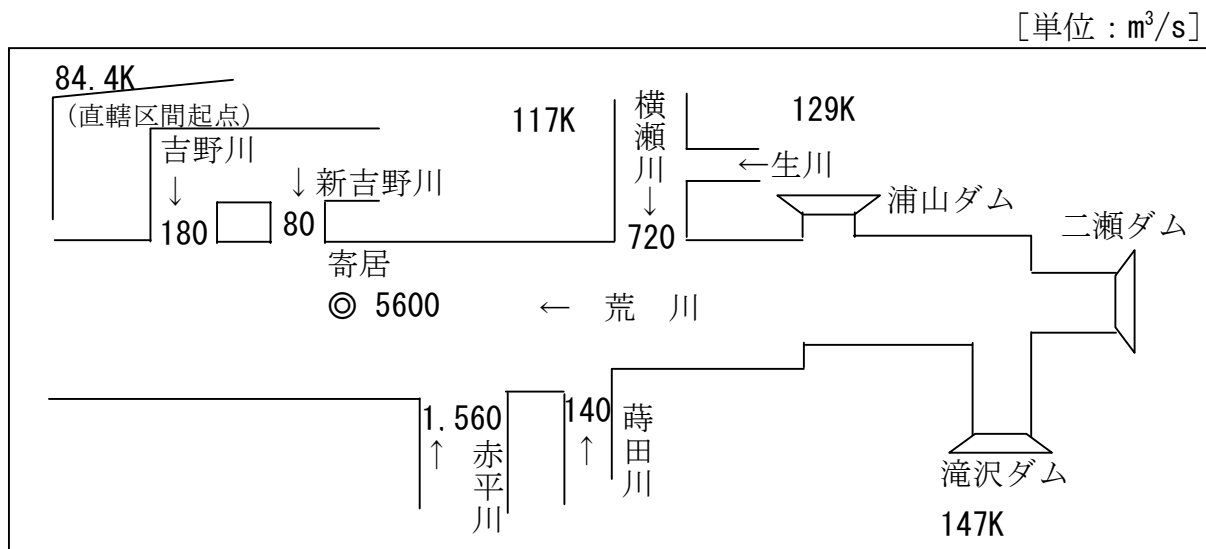 ［単位：m³/s］
84.4K
(直轄区間起点)
117K
横瀬川
129K
吉野川
←生川
↓
↓新吉野川
↓
浦山ダム
180
80
720
二瀬ダム
寄居
◎ 5600
← 荒 川
1,560
140
蒔田川
↑
赤平川
↑
滝沢ダム
147K